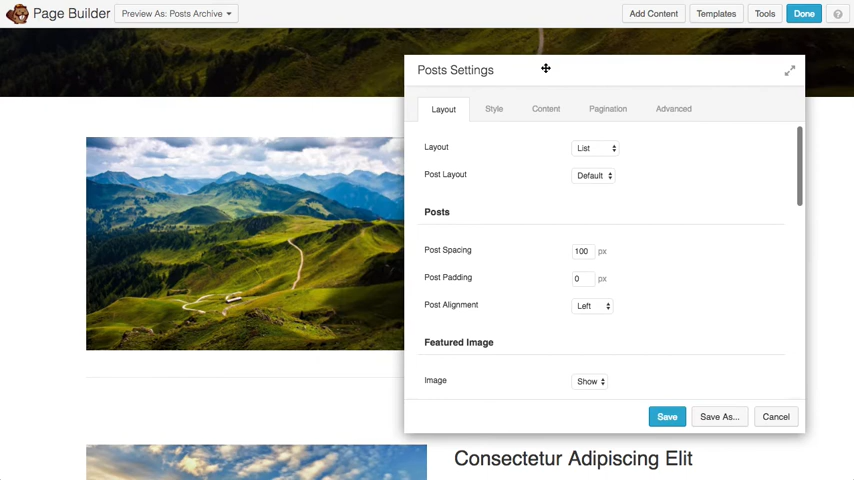 Page Builder
Preview As: Posts Archive
Add Content
Templates
Tools
Done
?
Posts Settings
Layout
Style
Content
Pagination
Advanced
Layout
List
Post Layout
Default
Posts
Post Spacing
100 px
Post Padding
0 px
Post Alignment
Left
Featured Image
Image
Show
Save
Save As...
Cancel
Consectetur Adipiscing Elit